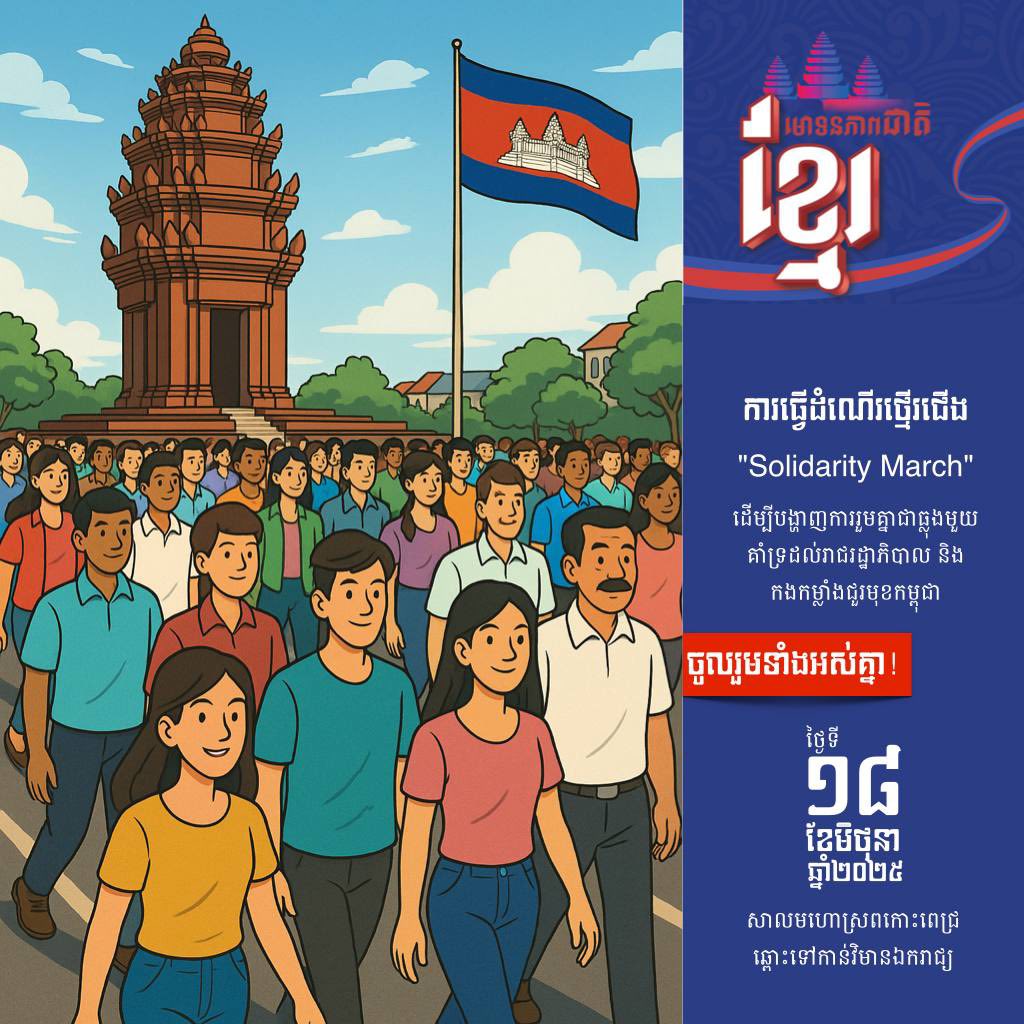 មោទនភាពជាតិ
ខ្មែរ
ការធ្វើដំណើរថ្មើរជើង
"Solidarity March"
ដើម្បីបង្ហាញការរួមគ្នាជាធ្លុងមួយ
គាំទ្រដល់រាជរដ្ឋាភិបាល និង
កងកម្លាំងជួរមុខកម្ពុជា
ចូលរួមទាំងអស់គ្នា!
ថ្ងៃទី
១៨
ខែមិថុនា
ឆ្នាំ២០២៥
សាលមហោស្រពកោះពេជ្រ
ឆ្ពោះទៅកាន់វិមានឯករាជ្យ